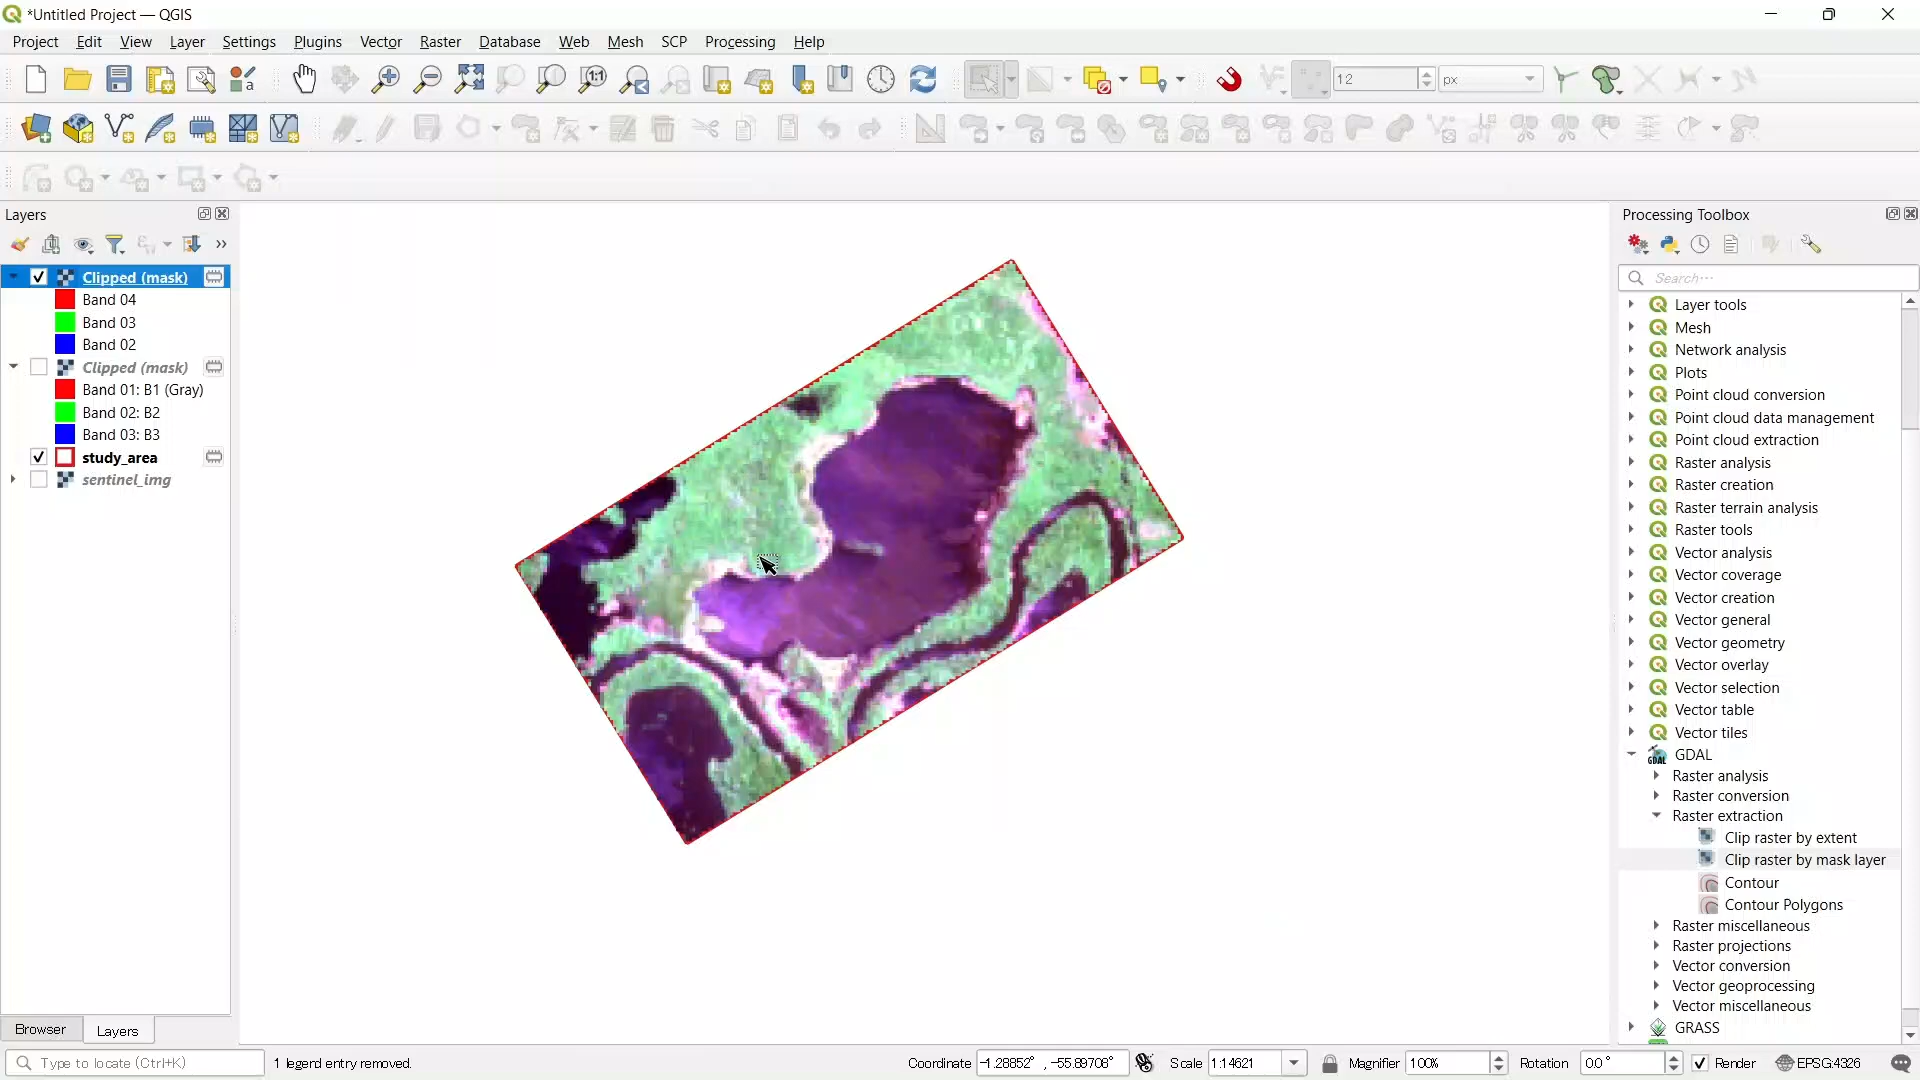 *Untitled Project — QGIS
Project Edit View Layer Settings Plugins Vector Raster Database Web Mesh SCP Processing Help
12 px
Layers
Clipped (mask)
Band 04
Band 03
Band 02
Clipped (mask)
Band 01: B1 (Gray)
Band 02: B2
Band 03: B3
study_area
sentinel_img
Processing Toolbox
Search...
Layer tools
Mesh
Network analysis
Plots
Point cloud conversion
Point cloud data management
Point cloud extraction
Raster analysis
Raster creation
Raster terrain analysis
Raster tools
Vector analysis
Vector coverage
Vector creation
Vector general
Vector geometry
Vector overlay
Vector selection
Vector table
Vector tiles
GDAL
Raster analysis
Raster conversion
Raster extraction
Clip raster by extent
Clip raster by mask layer
Contour
Contour Polygons
Raster miscellaneous
Raster projections
Vector conversion
Vector geoprocessing
Vector miscellaneous
GRASS
Browser Layers
Type to locate (Ctrl+K) 1 legend entry removed. Coordinate -1.28852° , -55.89708° Scale 1:14621 Magnifier 100% Rotation 0.0 ° Render EPSG:4326